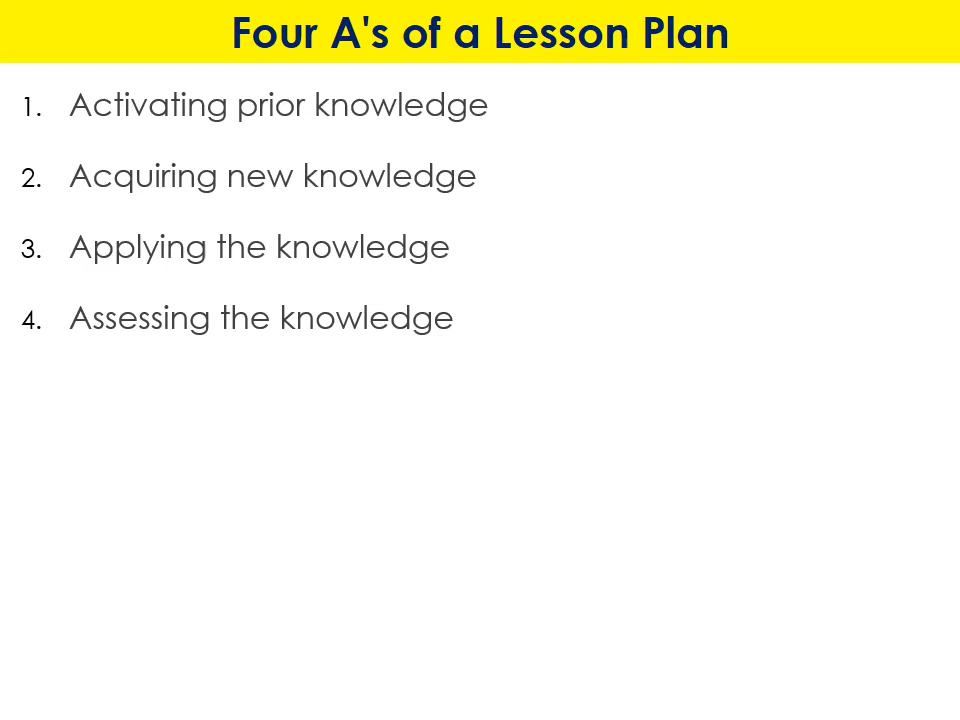 Four A's of a Lesson Plan
1. Activating prior knowledge
2. Acquiring new knowledge
3. Applying the knowledge
4. Assessing the knowledge